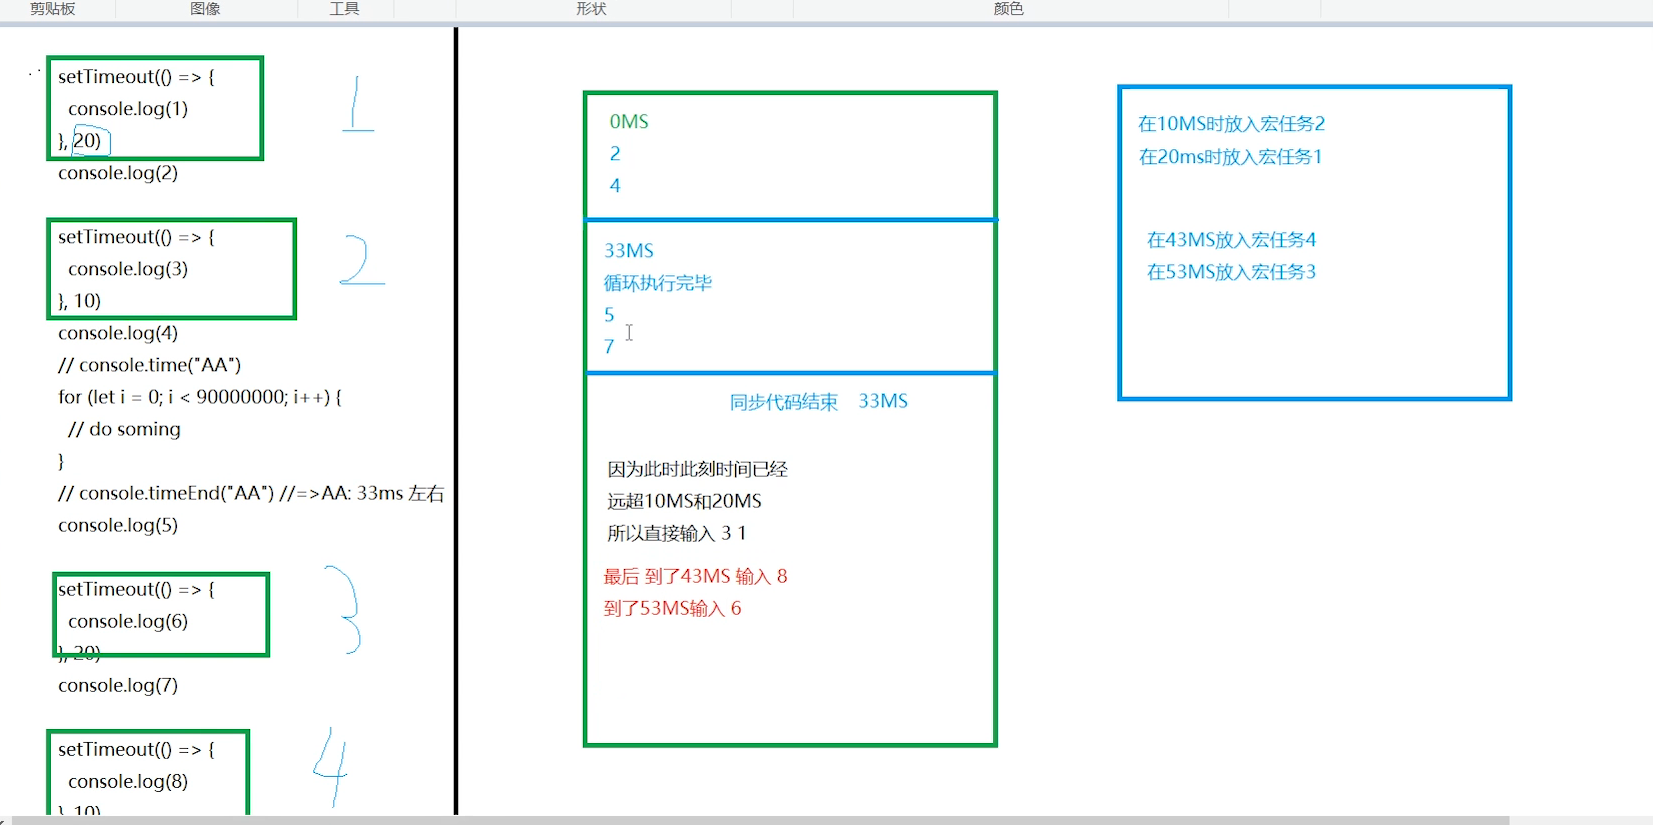 剪贴板
图像
工具
形状
颜色
setTimeout(() => {
console.log(1)
}, 20)
console.log(2)
1
setTimeout(() => {
console.log(3)
}, 10)
2
console.log(4)
// console.time("AA")
for (let i = 0; i < 90000000; i++) {
// do soming
}
// console.timeEnd("AA") //=>AA: 33ms 左右
console.log(5)
setTimeout(() => {
console.log(6)
}, 20)
3
console.log(7)
setTimeout(() => {
console.log(8)
}, 10)
4
0MS
2
4
33MS
循环执行完毕
5
7
同步代码结束 33MS
因为此时此刻时间已经
远超10MS和20MS
所以直接输入 3 1
最后 到了43MS 输入 8
到了53MS输入 6
在10MS时放入宏任务2
在20ms时放入宏任务1
在43MS放入宏任务4
在53MS放入宏任务3